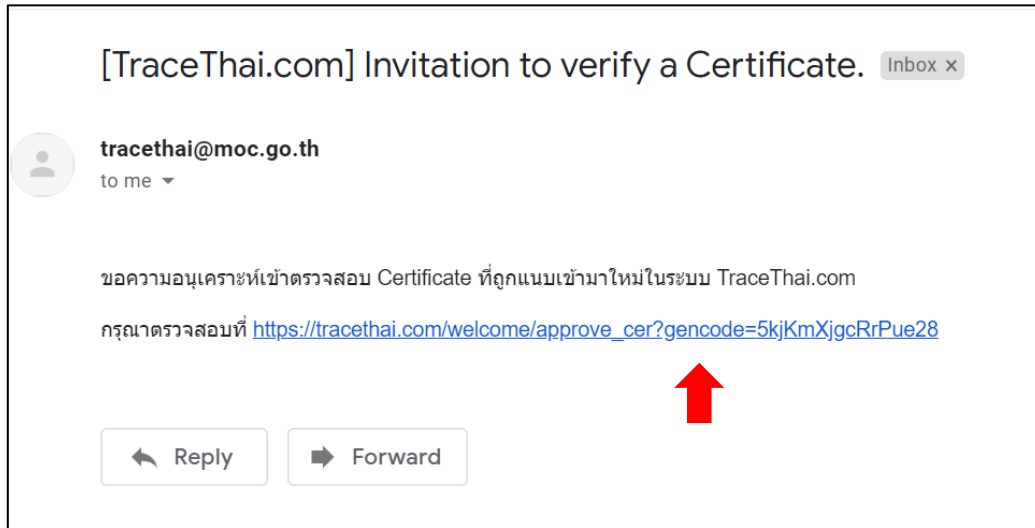 [TraceThai.com] Invitation to verify a Certificate. Inbox x
tracethai@moc.go.th
to me
ขอความอนุเคราะห์เข้าตรวจสอบ Certificate ที่ถูกแนบเข้ามาใหม่ในระบบ TraceThai.com
กรุณาตรวจสอบที่ https://tracethai.com/welcome/approve_cer?gencode=5kjKmXjgcRrPue28
Reply Forward